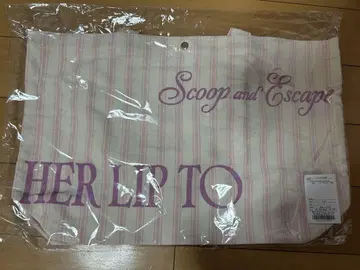 Scoop and Escape
HER LIP TO